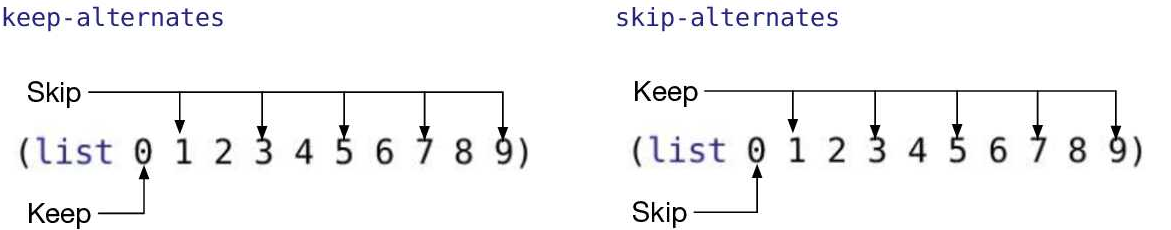 keep-alternates
Skip
(list 0 1 2 3 4 5 6 7 8 9)
Keep
skip-alternates
Keep
(list 0 1 2 3 4 5 6 7 8 9)
Skip